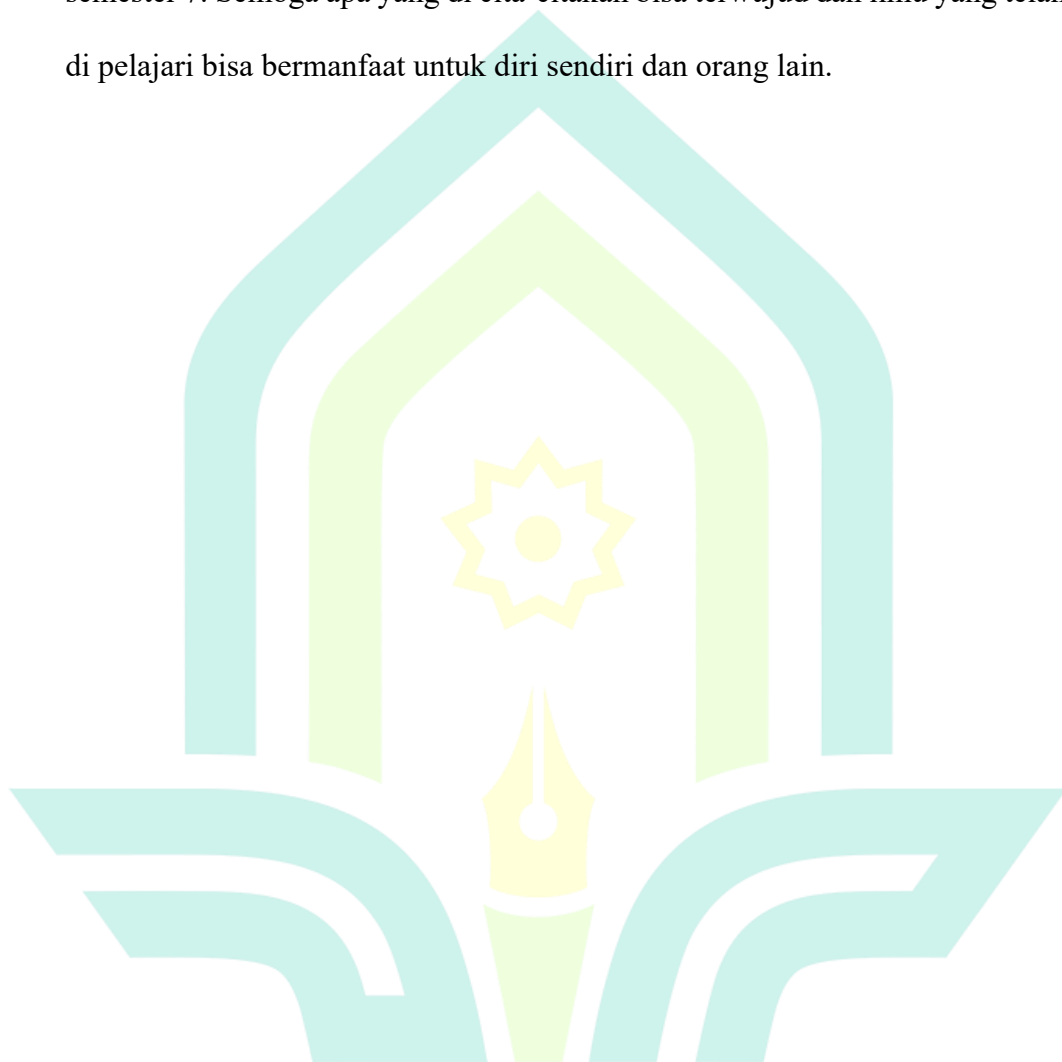 semester 7. Semoga apa yang di cita-citakan bisa terwujud dan ilmu yang telah
di pelajari bisa bermanfaat untuk diri sendiri dan orang lain.